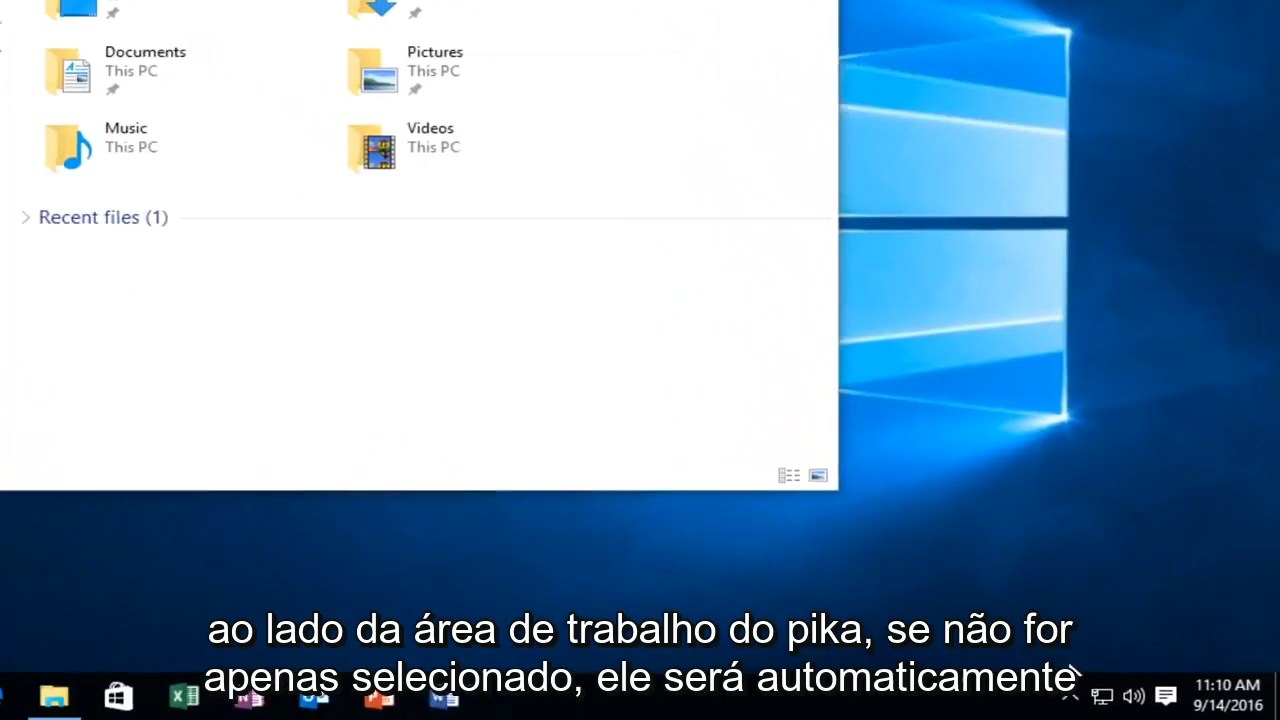 Documents
This PC
Pictures
This PC
Music
This PC
Videos
This PC
Recent files (1)
ao lado da área de trabalho do pika, se não for
apenas selecionado, ele será automaticamente
11:10 AM
9/14/2016